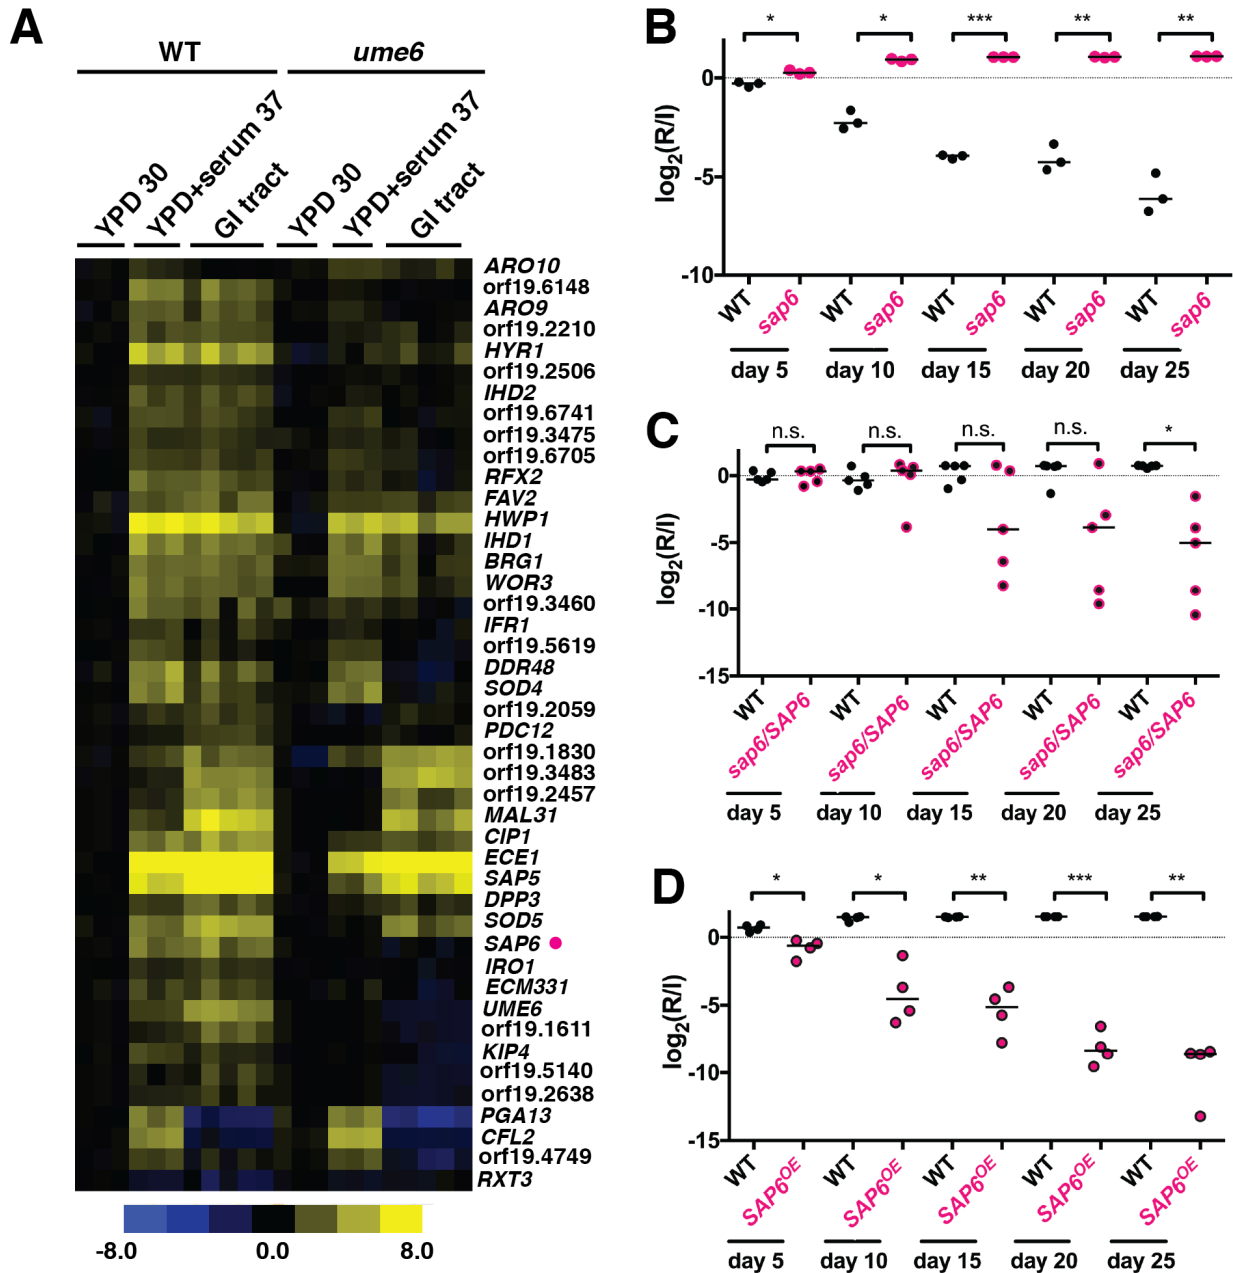 A
WT
ume6
YPD 30
YPD+serum 37
GI tract
YPD 30
YPD+serum 37
GI tract
ARO10
orf19.6148
ARO9
orf19.2210
HYR1
orf19.2506
IHD2
orf19.6741
orf19.3475
orf19.6705
RFX2
FAV2
HWP1
IHD1
BRG1
WOR3
orf19.3460
IFR1
orf19.5619
DDR48
SOD4
orf19.2059
PDC12
orf19.1830
orf19.3483
orf19.2457
MAL31
CIP1
ECE1
SAP5
DPP3
SOD5
SAP6
IRO1
ECM331
UME6
orf19.1611
KIP4
orf19.5140
orf19.2638
PGA13
CFL2
orf19.4749
RXT3
-8.0 0.0 8.0
B
* * *** ** **
log2(R/I)
0
-5
-10
WT sap6 WT sap6 WT sap6 WT sap6 WT sap6
day 5 day 10 day 15 day 20 day 25
C
n.s. n.s. n.s. n.s. *
log2(R/I)
0
-5
-10
-15
WT sap6/SAP6 WT sap6/SAP6 WT sap6/SAP6 WT sap6/SAP6 WT sap6/SAP6
day 5 day 10 day 15 day 20 day 25
D
* * ** *** **
log2(R/I)
0
-5
-10
-15
WT SAP6OE WT SAP6OE WT SAP6OE WT SAP6OE WT SAP6OE
day 5 day 10 day 15 day 20 day 25